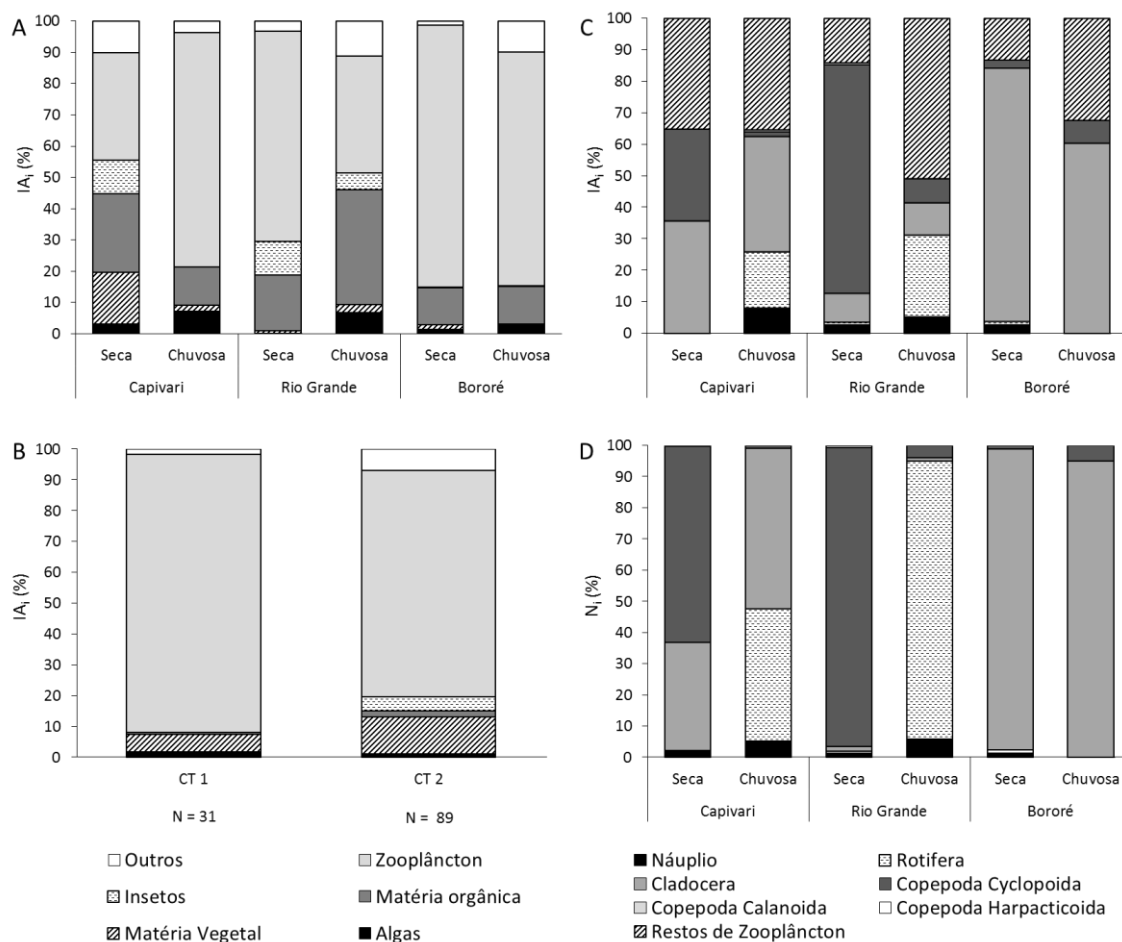 A
IAi (%)
100
90
80
70
60
50
40
30
20
10
0
Seca Chuvosa Seca Chuvosa Seca Chuvosa
Capivari Rio Grande Bororé
C
IAi (%)
100
90
80
70
60
50
40
30
20
10
0
Seca Chuvosa Seca Chuvosa Seca Chuvosa
Capivari Rio Grande Bororé
B
IAi (%)
100
90
80
70
60
50
40
30
20
10
0
CT 1 CT 2
N = 31 N = 89
Outros Zooplâncton
Insetos Matéria orgânica
Matéria Vegetal Algas
D
Ni (%)
100
90
80
70
60
50
40
30
20
10
0
Seca Chuvosa Seca Chuvosa Seca Chuvosa
Capivari Rio Grande Bororé
Náuplio Rotifera
Cladocera Copepoda Cyclopoida
Copepoda Calanoida Copepoda Harpacticoida
Restos de Zooplâncton